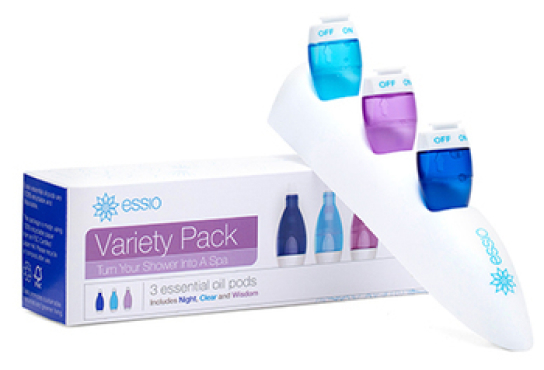 OFF ON
OFF ON
OFF ON
essio
Variety Pack
Turn Your Shower Into A Spa
3 essential oil pods
Includes Night, Clear and Wisdom
essio
FSC